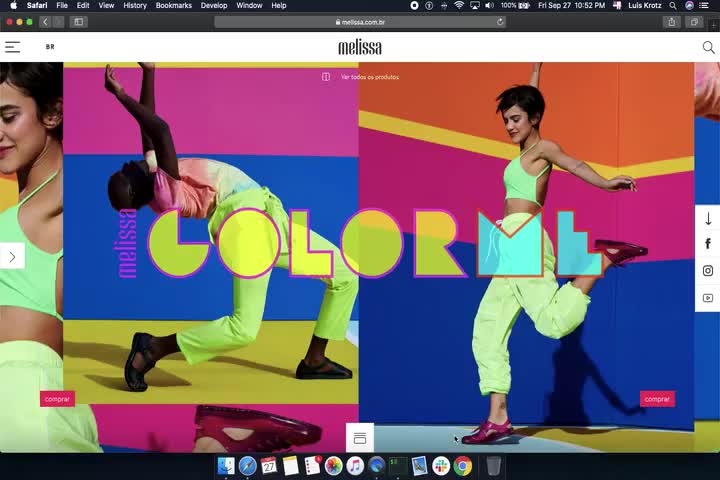 Safari File Edit View History Bookmarks Develop Window Help
100% Fri Sep 27 10:52 PM Luis Krotz
melissa.com.br
BR
melissa
Ver todos os produtos
melissa
COLOR ME
comprar
comprar
27